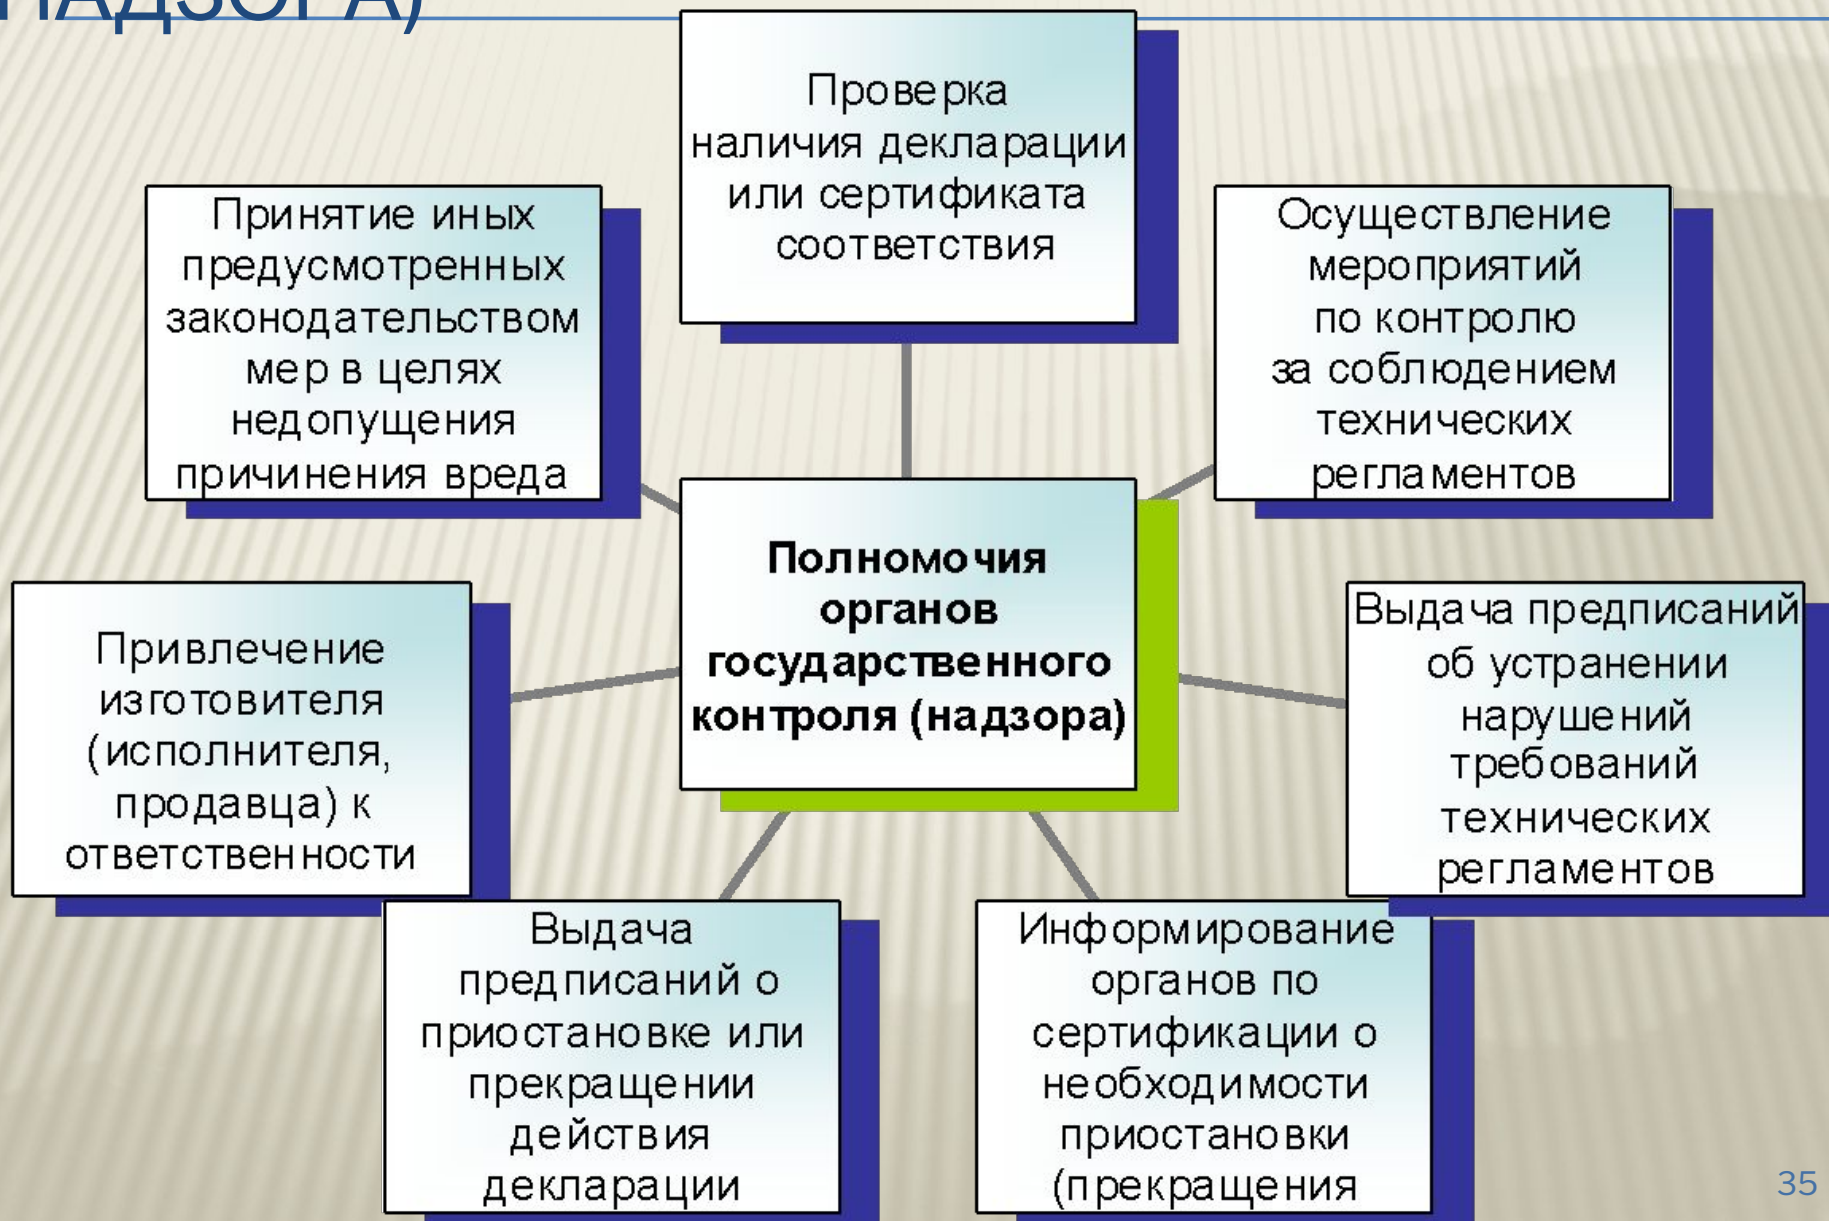 НАДЗОРА)
Проверка
наличия декларации
или сертификата
соответствия
Принятие иных
предусмотренных
законодательством
мер в целях
недопущения
причинения вреда
Осуществление
мероприятий
по контролю
за соблюдением
технических
регламентов
Полномочия
органов
государственного
контроля (надзора)
Привлечение
изготовителя
(исполнителя,
продавца) к
ответственности
Выдача предписаний
об устранении
нарушений
требований
технических
регламентов
Выдача
предписаний о
приостановке или
прекращении
действия
декларации
Информирование
органов по
сертификации о
необходимости
приостановки
(прекращения
35